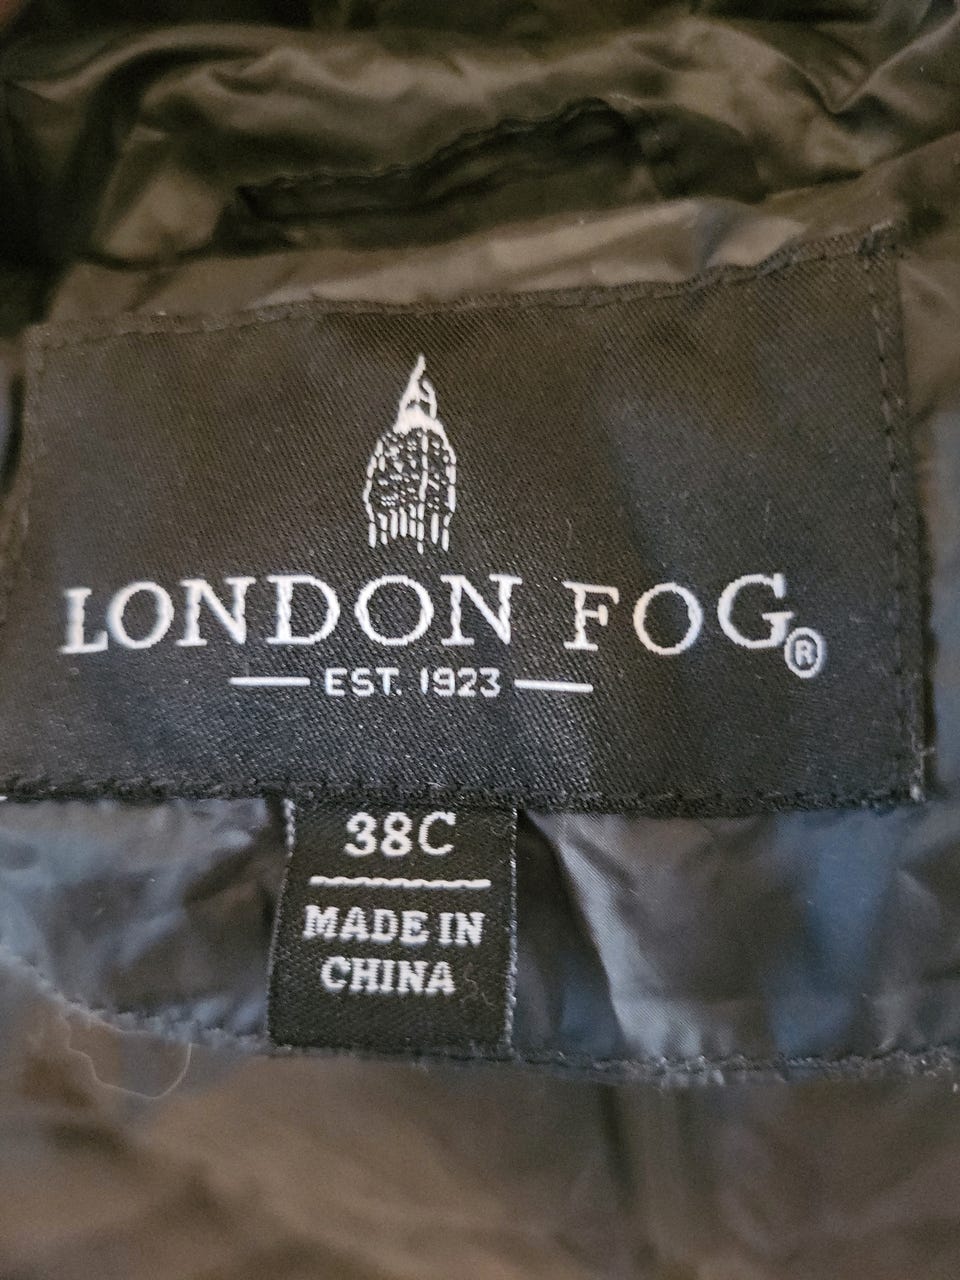 LONDON FOG®
EST. 1923
38C
MADE IN
CHINA